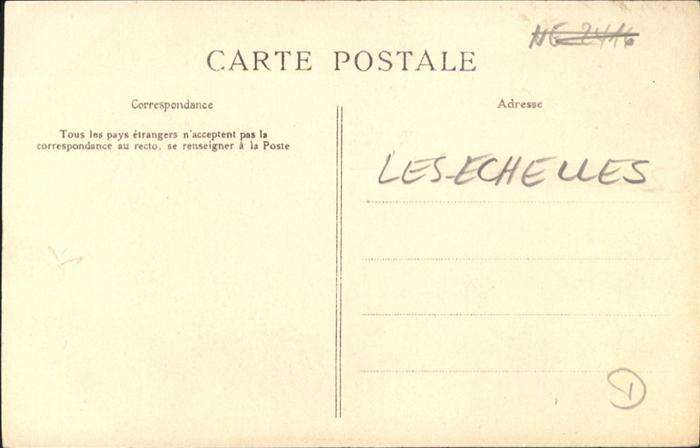 CARTE POSTALE
Correspondance
Adresse
Tous les pays étrangers n'acceptent pas la
correspondance au recto, se renseigner à la Poste
LES-ECHELLES